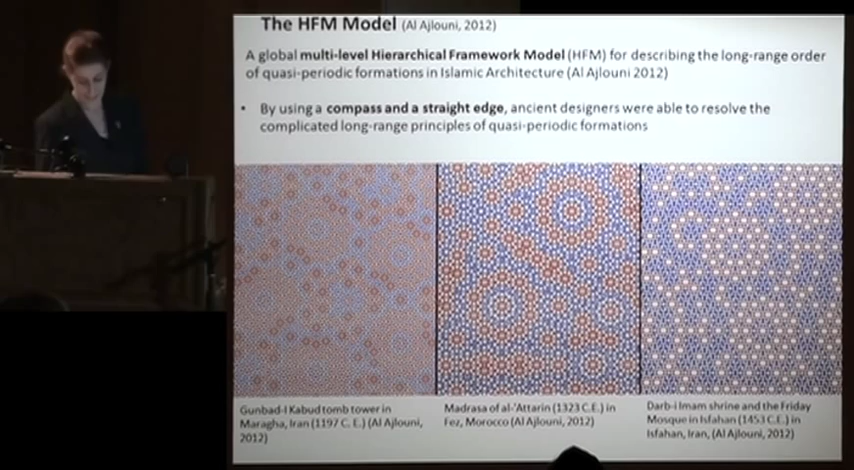 The HFM Model (Al Ajlouni, 2012)
A global multi-level Hierarchical Framework Model (HFM) for describing the long-range order
of quasi-periodic formations in Islamic Architecture (Al Ajlouni 2012)
• By using a compass and a straight edge, ancient designers were able to resolve the
complicated long-range principles of quasi-periodic formations
Gunbad-I Kabud tomb tower in
Maragha, Iran (1197 C. E.) (Al Ajlouni,
2012)
Madrasa of al-'Attarin (1323 C.E.) in
Fez, Morocco (Al Ajlouni, 2012)
Darb-i Imam shrine and the Friday
Mosque in Isfahan (1453 C.E.) in
Isfahan, Iran, (Al Ajlouni, 2012)